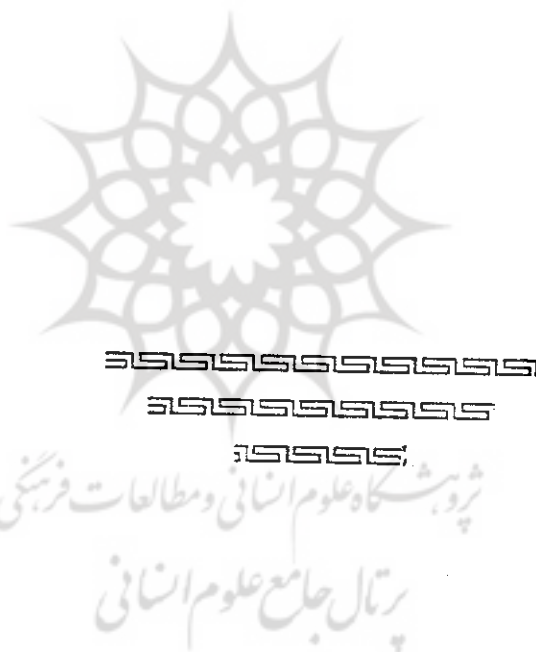 پژوهشگاه علوم انسانی و مطالعات فرهنگی
پرتال جامع علوم انسانی